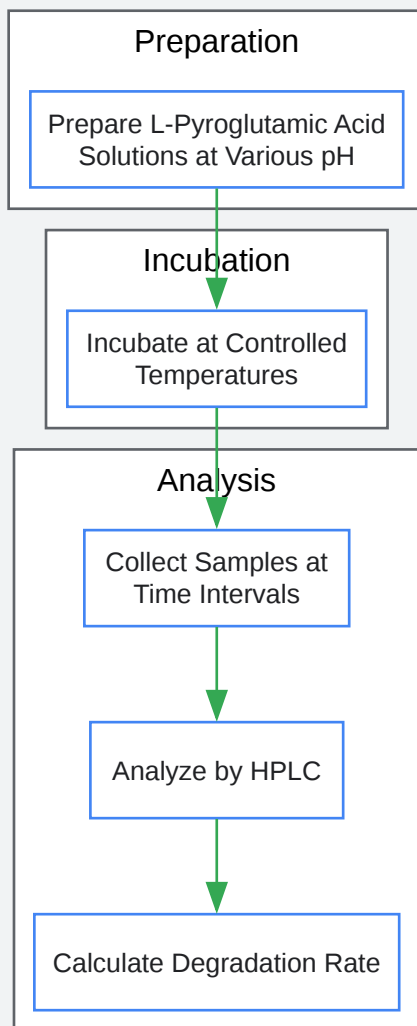 Preparation
Prepare L-Pyroglutamic Acid
Solutions at Various pH
Incubation
Incubate at Controlled
Temperatures
Analysis
Collect Samples at
Time Intervals
Analyze by HPLC
Calculate Degradation Rate